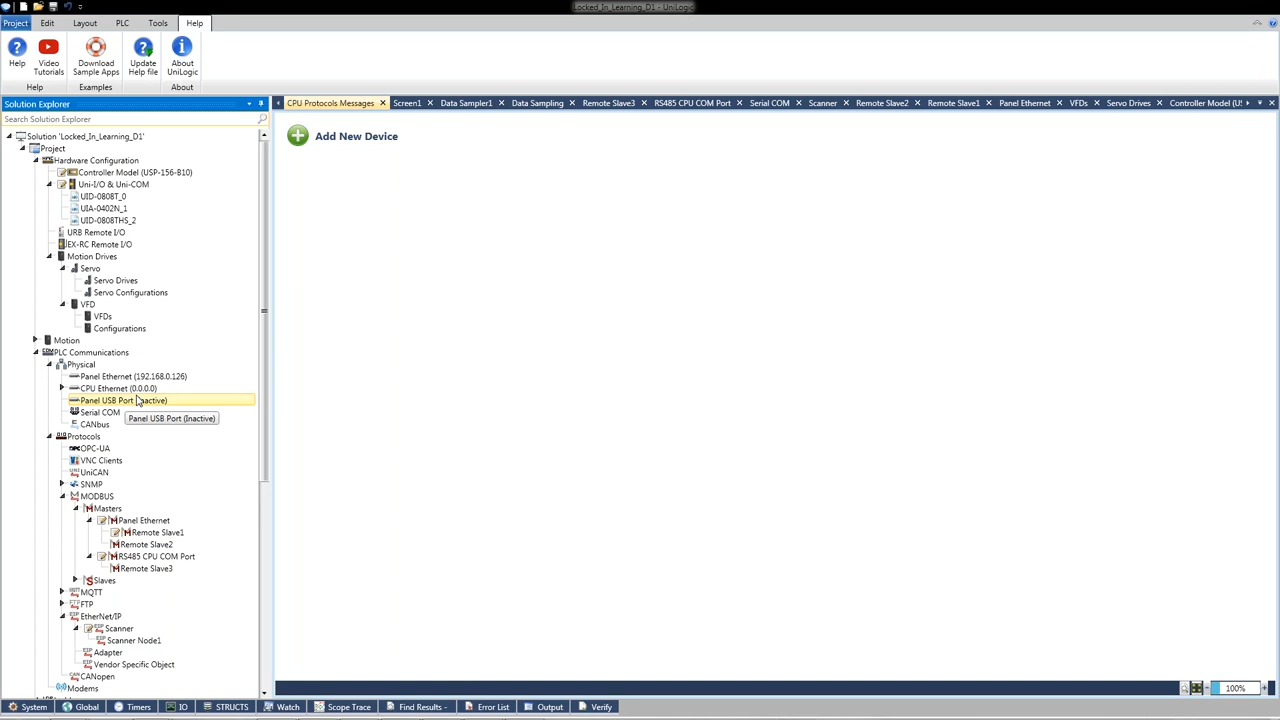 Locked_In_Learning_D1 - UniLogic
Project Edit Layout PLC Tools Help
Help Video Tutorials Download Sample Apps Update Help file About UniLogic
Help Examples About
Solution Explorer
CPU Protocols Messages Screen1 Data Sampler1 Data Sampling Remote Slave3 RS485 CPU COM Port Serial COM Scanner Remote Slave2 Remote Slave1 Panel Ethernet VFDs Servo Drives Controller Model (US
Search Solution Explorer
Add New Device
Solution 'Locked_In_Learning_D1'
Project
Hardware Configuration
Controller Model (USP-156-B10)
Uni-I/O & Uni-COM
UID-0808T_0
UIA-0402N_1
UID-0808THS_2
URB Remote I/O
EX-RC Remote I/O
Motion Drives
Servo
Servo Drives
Servo Configurations
VFD
VFDs
Configurations
Motion
PLC Communications
Physical
Panel Ethernet (192.168.0.126)
CPU Ethernet (0.0.0.0)
Panel USB Port (Inactive)
Serial COM
Panel USB Port (Inactive)
CANbus
Protocols
OPC-UA
VNC Clients
UniCAN
SNMP
MODBUS
Masters
Panel Ethernet
Remote Slave1
Remote Slave2
RS485 CPU COM Port
Remote Slave3
Slaves
MQTT
FTP
EtherNet/IP
Scanner
Scanner Node1
Adapter
Vendor Specific Object
CANopen
Modems
100%
System Global Timers IO STRUCTS Watch Scope Trace Find Results - Error List Output Verify